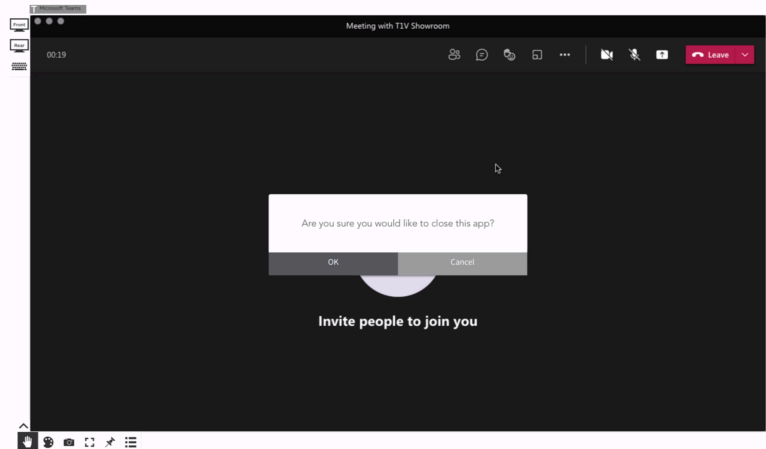 Microsoft Teams
Front
Meeting with T1V Showroom
Rear
00:19
Leave
Are you sure you would like to close this app?
OK
Cancel
Invite people to join you